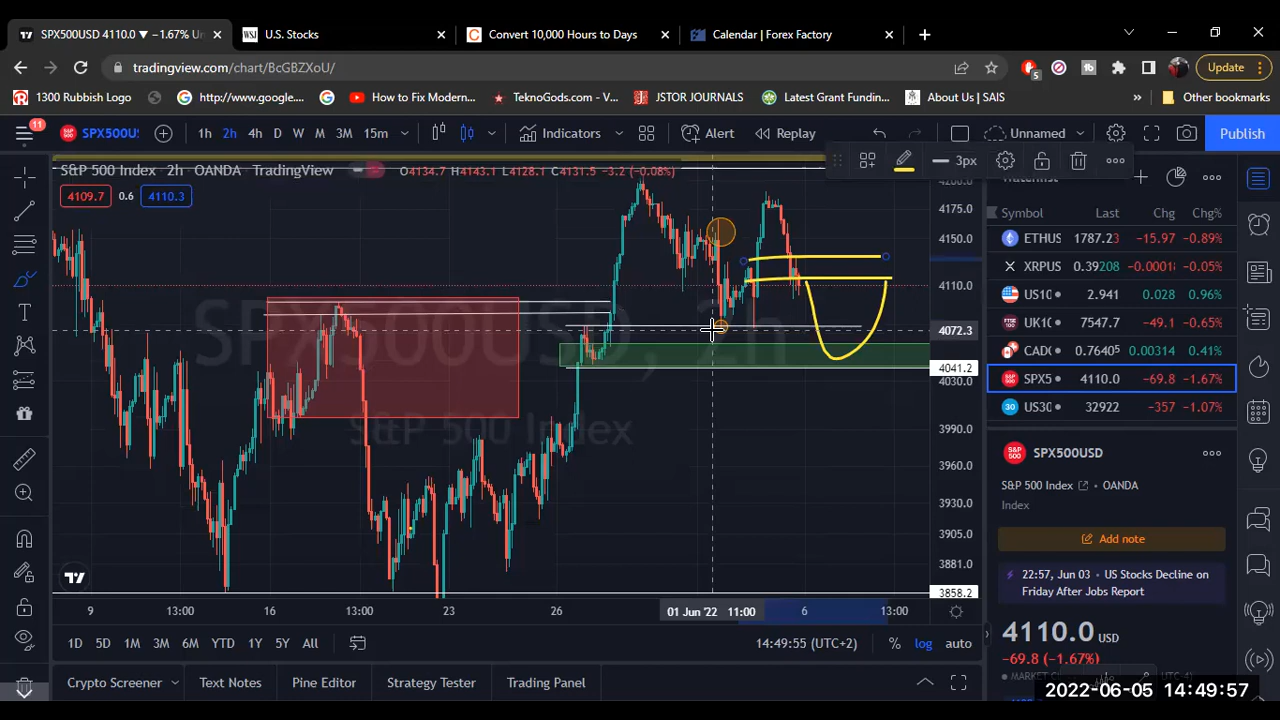 SPX500USD 4110.0 ▼ −1.67% Un
U.S. Stocks
Convert 10,000 Hours to Days
Calendar | Forex Factory
tradingview.com/chart/BcGBZXoU/
5
Update
1300 Rubbish Logo
http://www.google....
How to Fix Modern...
TeknoGods.com - V...
JSTOR JOURNALS
Latest Grant Fundin...
About Us | SAIS
»
Other bookmarks
11
SPX500U
1h 2h 4h D W M 3M 15m
Indicators
Alert
Replay
Unnamed
Publish
3px
S&P 500 Index · 2h · OANDA TradingView
O4134.7 H4143.1 L4128.1 C4131.5 −3.2 (−0.08%)
4109.7 0.6 4110.3
SPX500USD, 2h
S&P 500 Index
4200.0
4175.0
4150.0
4110.0
4072.3
4041.2
4030.0
3990.0
3960.0
3930.0
3905.0
3881.0
3858.2
9 13:00 16 13:00 23 26 01 Jun '22 11:00 6 13:00
1D 5D 1M 3M 6M YTD 1Y 5Y All
14:49:55 (UTC+2) % log auto
Crypto Screener
Text Notes
Pine Editor
Strategy Tester
Trading Panel
Symbol Last Chg Chg%
ETHUS 1787.23 −15.97 −0.89%
XRPUS 0.39208 −0.0001 −0.05%
US10 2.941 0.028 0.96%
UK10 7547.7 −49.1 −0.65%
CAD 0.76405 0.00314 0.41%
SPX5 4110.0 −69.8 −1.67%
US30 32922 −357 −1.07%
SPX500USD
S&P 500 Index · OANDA
Index
Add note
22:57, Jun 03 · US Stocks Decline on
Friday After Jobs Report
4110.0 USD
−69.8 (−1.67%)
2022-06-05 14:49:57